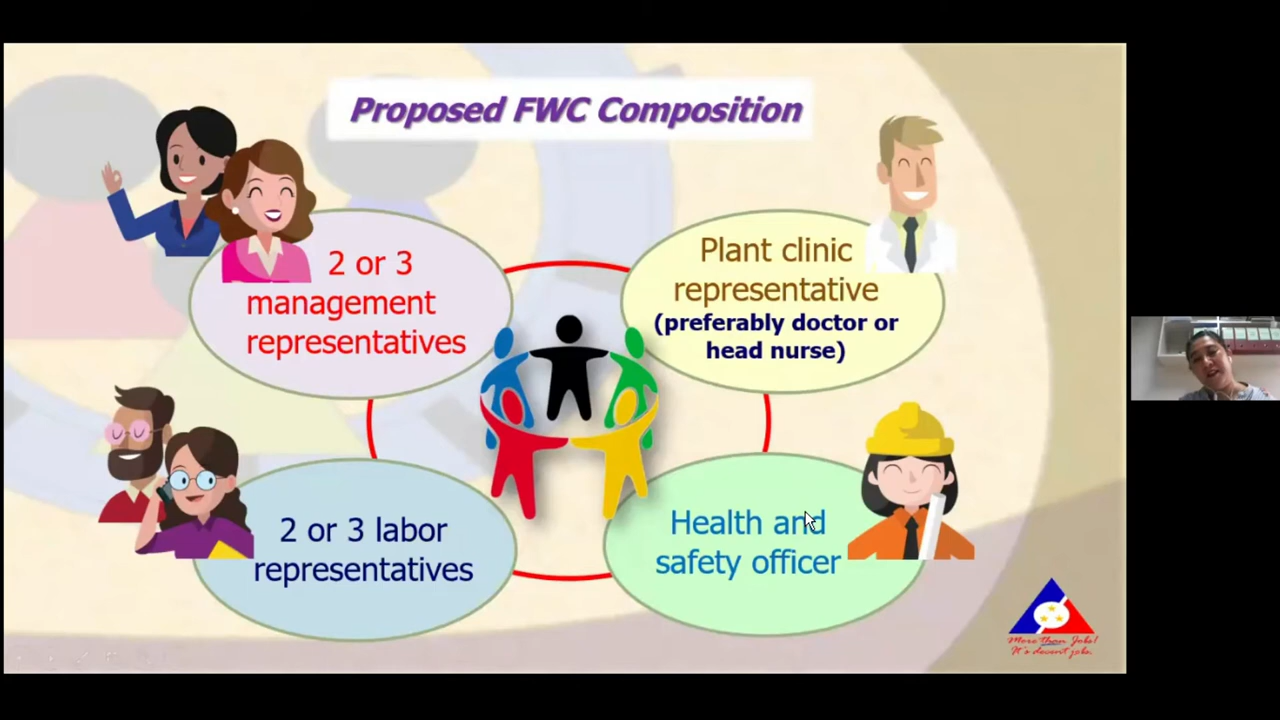 Proposed FWC Composition
2 or 3
management
representatives
Plant clinic
representative
(preferably doctor or
head nurse)
2 or 3 labor
representatives
Health and
safety officer
More than Jobs!
It's decent jobs.